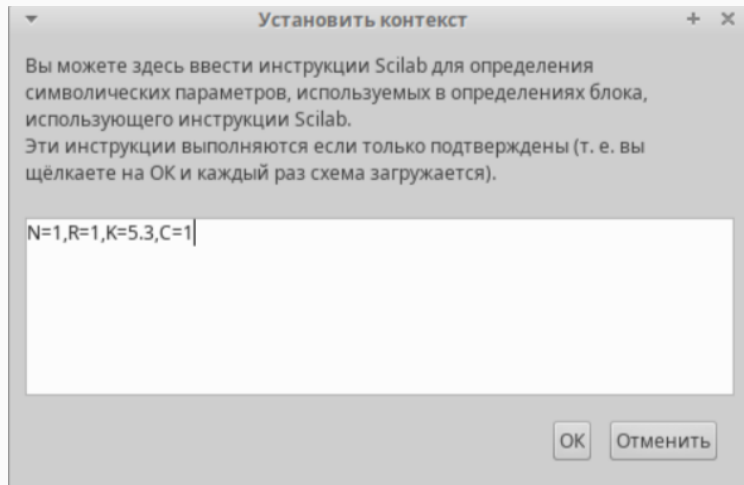 Установить контекст
Вы можете здесь ввести инструкции Scilab для определения
символических параметров, используемых в определениях блока,
использующего инструкции Scilab.
Эти инструкции выполняются если только подтверждены (т. е. вы
щёлкаете на ОК и каждый раз схема загружается).
N=1,R=1,K=5.3,C=1
ОК
Отменить